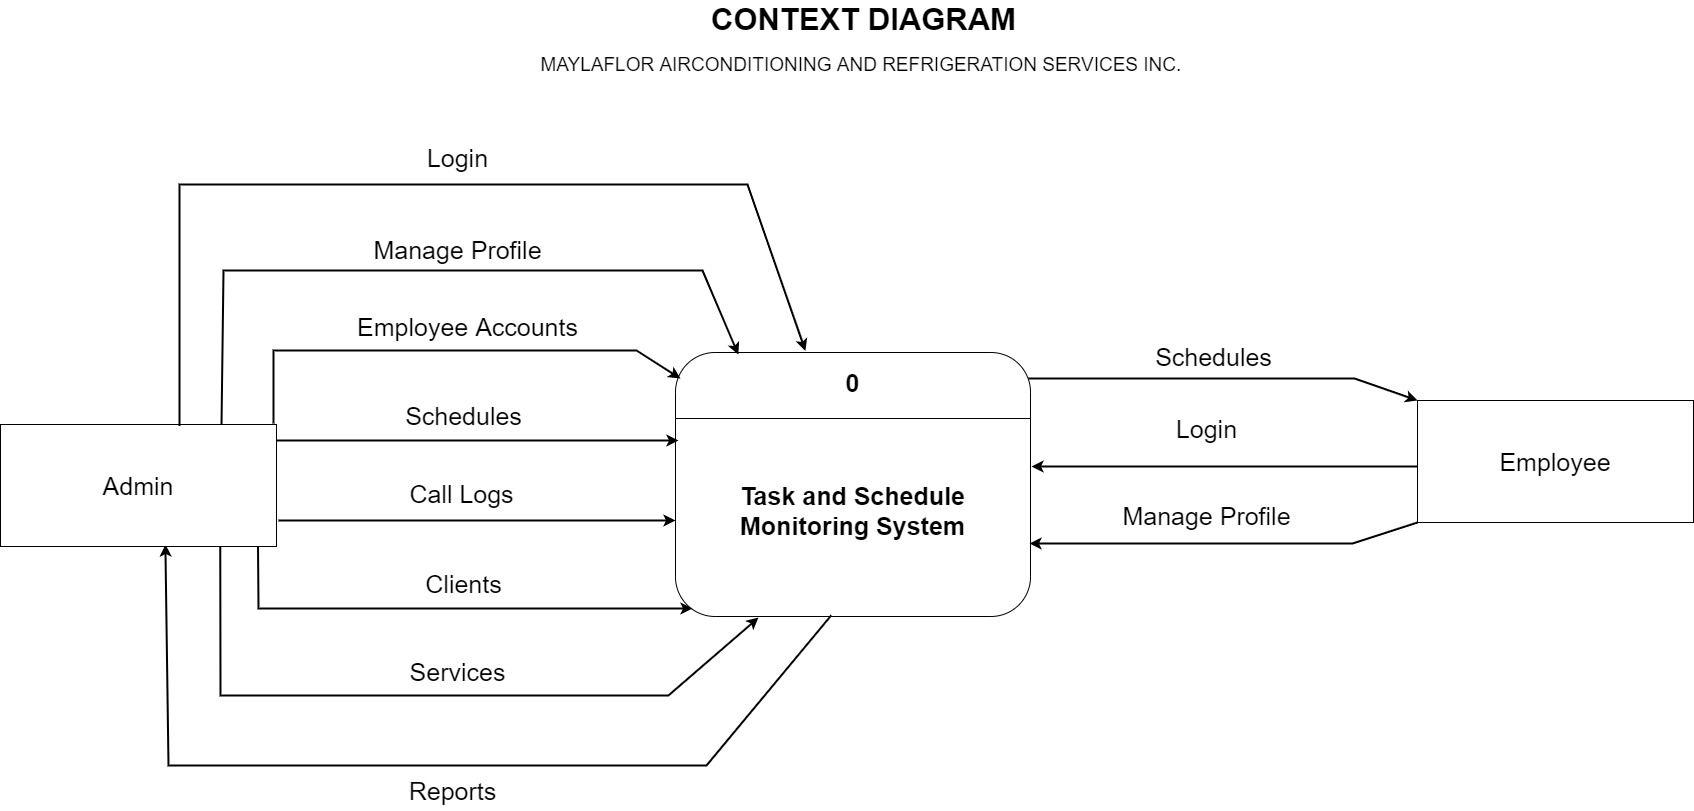 CONTEXT DIAGRAM
MAYLAFLOR AIRCONDITIONING AND REFRIGERATION SERVICES INC.
Login
Manage Profile
Employee Accounts
Schedules
Call Logs
Clients
Services
Reports
Admin
0
Task and Schedule
Monitoring System
Schedules
Login
Manage Profile
Employee